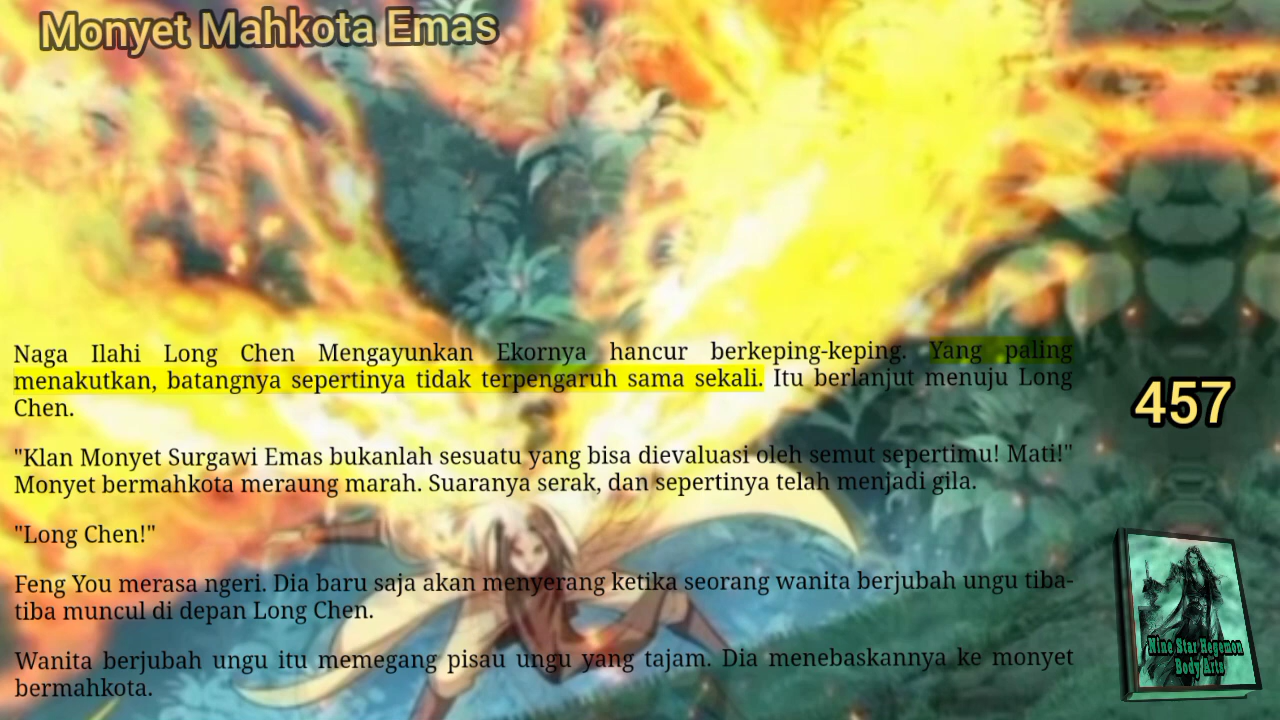 Monyet Mahkota Emas
Naga Ilahi Long Chen Mengayunkan Ekornya hancur berkeping-keping. Yang paling
menakutkan, batangnya sepertinya tidak terpengaruh sama sekali. Itu berlanjut menuju Long
Chen.
"Klan Monyet Surgawi Emas bukanlah sesuatu yang bisa dievaluasi oleh semut sepertimu! Mati!"
Monyet bermahkota meraung marah. Suaranya serak, dan sepertinya telah menjadi gila.
"Long Chen!"
Feng You merasa ngeri. Dia baru saja akan menyerang ketika seorang wanita berjubah ungu tiba-
tiba muncul di depan Long Chen.
Wanita berjubah ungu itu memegang pisau ungu yang tajam. Dia menebaskannya ke monyet
bermahkota.
457
Nine Star Hegemon
Body Arts